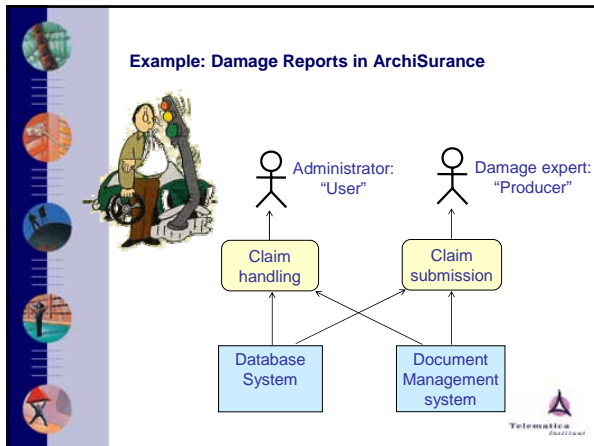 Example: Damage Reports in ArchiSurance
Administrator:
"User"
Damage expert:
"Producer"
Claim
handling
Claim
submission
Database
System
Document
Management
system
Telematica
Instituut